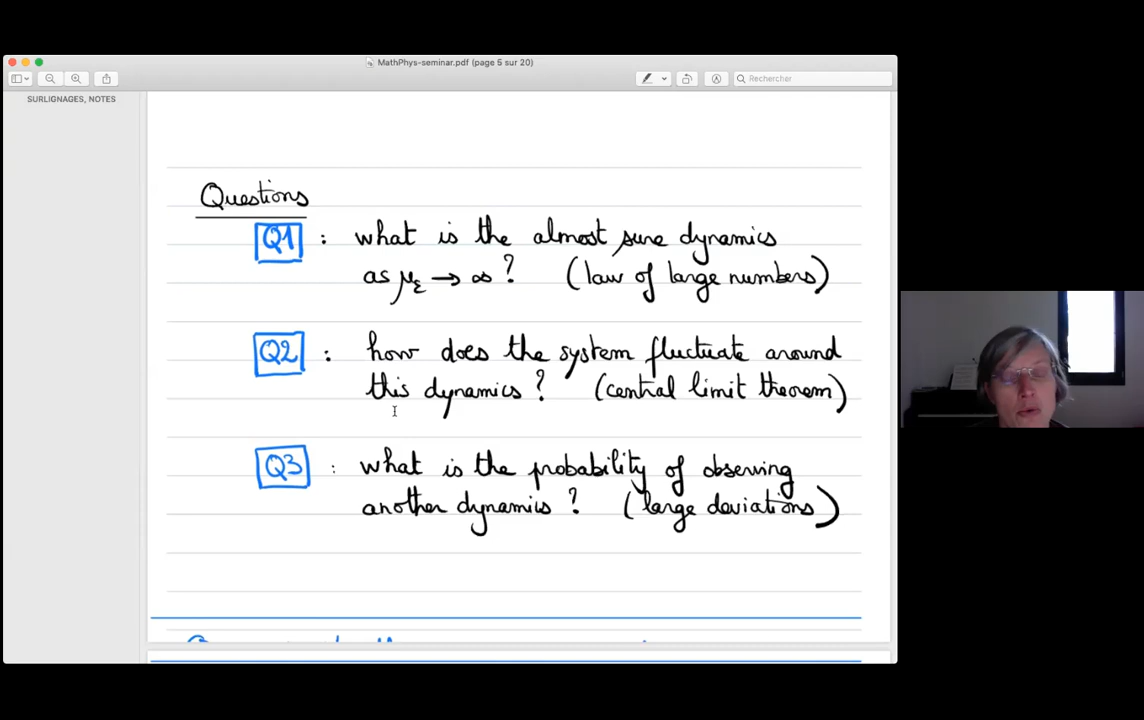 MathPhys-seminar.pdf (page 5 sur 20)
Rechercher
SURLIGNAGES, NOTES
Questions
Q1 : what is the almost sure dynamics
as με → ∞ ? (law of large numbers)
Q2 : how does the system fluctuate around
this dynamics ? (central limit theorem)
Q3 : what is the probability of observing
another dynamics ? (large deviations)